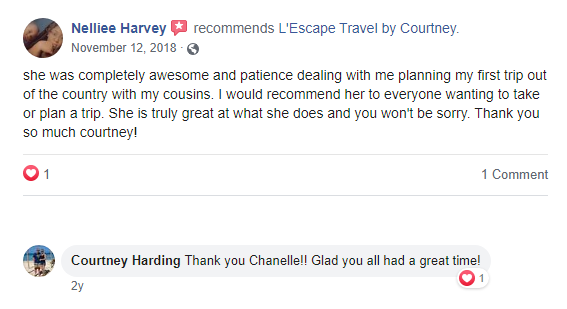 Nelliee Harvey recommends L'Escape Travel by Courtney.
November 12, 2018 ·
she was completely awesome and patience dealing with me planning my first trip out
of the country with my cousins. I would recommend her to everyone wanting to take
or plan a trip. She is truly great at what she does and you won't be sorry. Thank you
so much courtney!
1 1 Comment
Courtney Harding Thank you Chanelle!! Glad you all had a great time!
1
2y